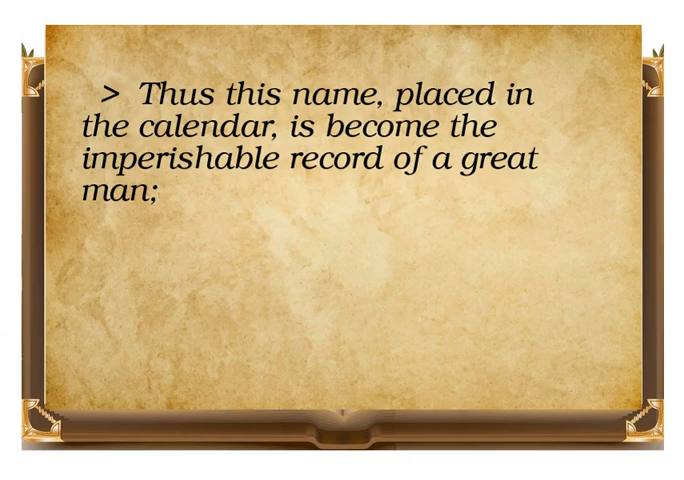 > Thus this name, placed in
the calendar, is become the
imperishable record of a great
man;